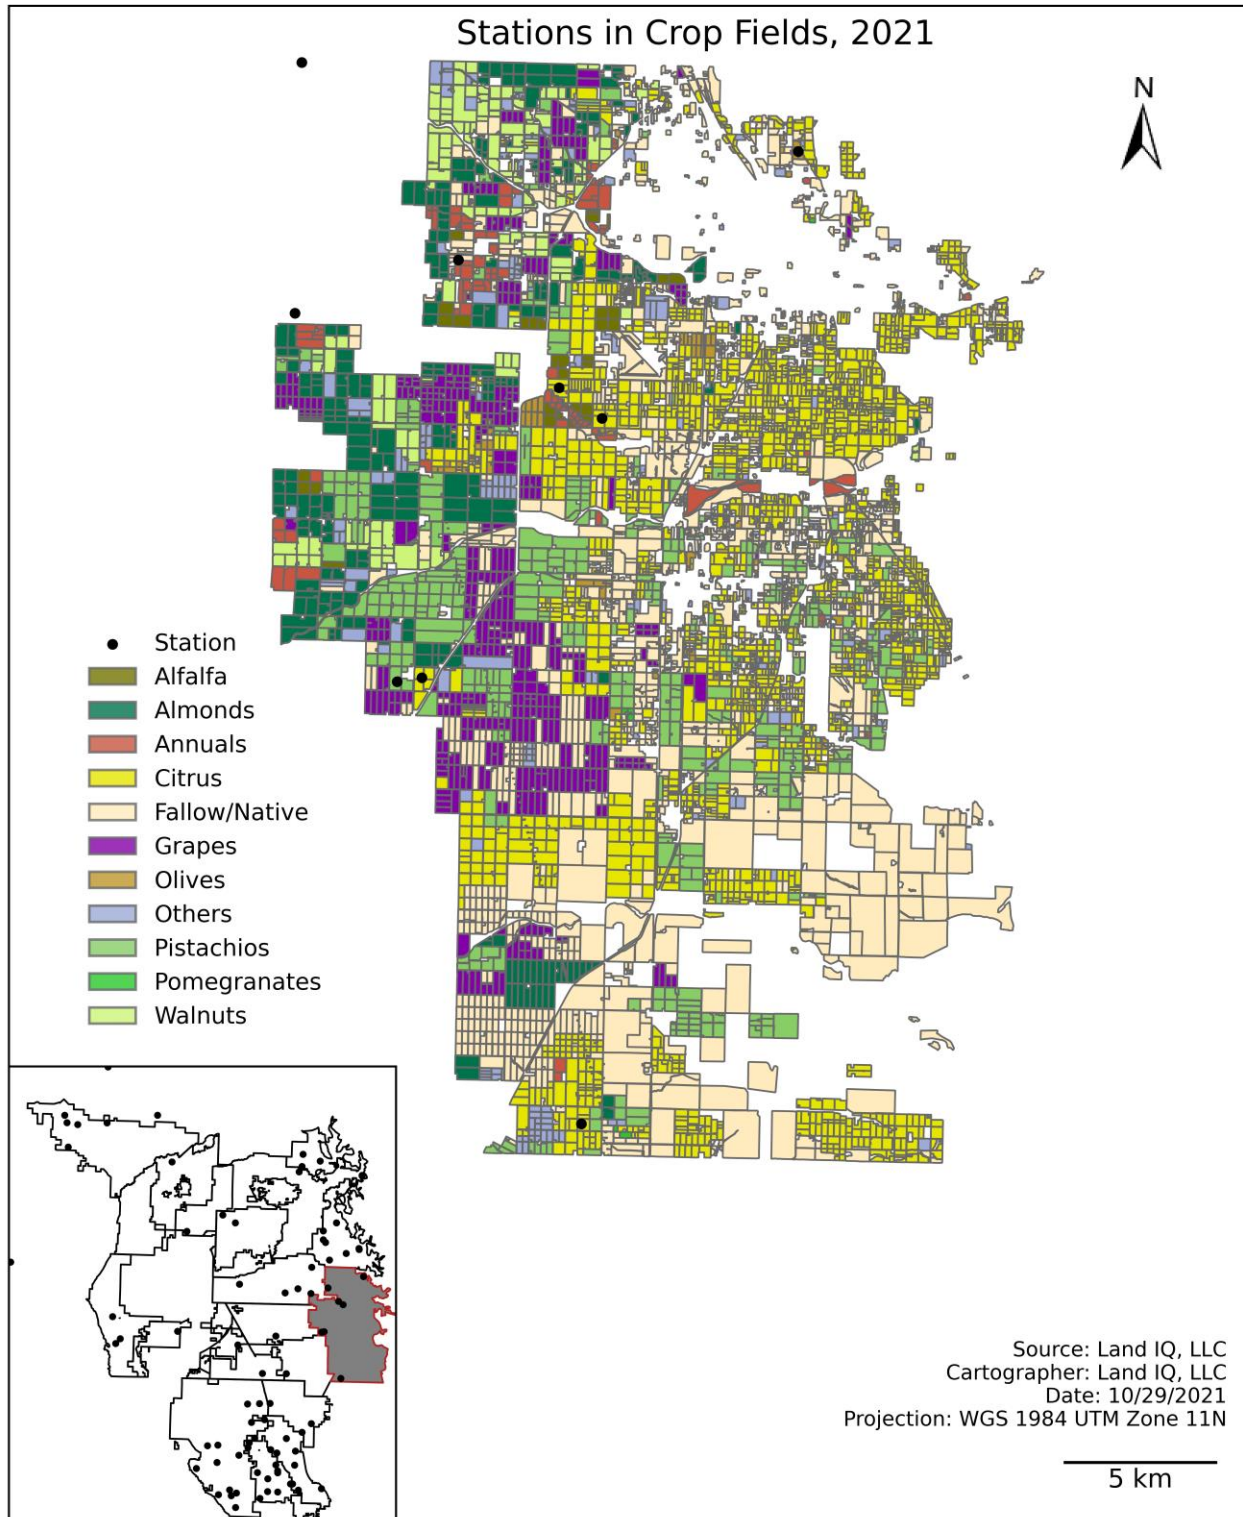 Stations in Crop Fields, 2021
N
Station
Alfalfa
Almonds
Annuals
Citrus
Fallow/Native
Grapes
Olives
Others
Pistachios
Pomegranates
Walnuts
Source: Land IQ, LLC
Cartographer: Land IQ, LLC
Date: 10/29/2021
Projection: WGS 1984 UTM Zone 11N
5 km